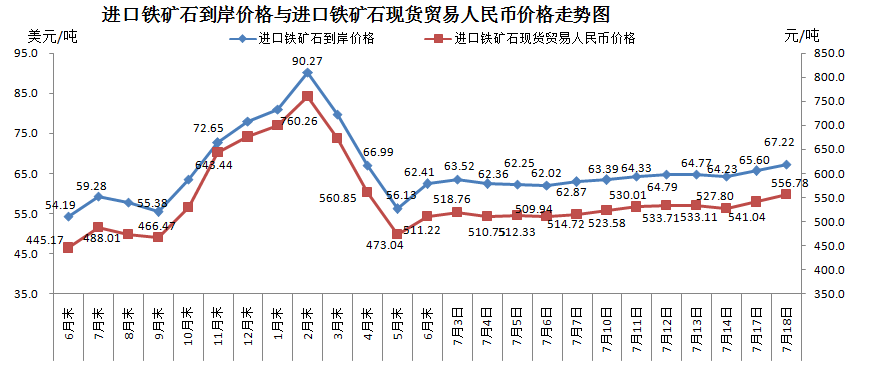 进口铁矿石到岸价格与进口铁矿石现货贸易人民币价格走势图
美元/吨
元/吨
进口铁矿石到岸价格
进口铁矿石现货贸易人民币价格
95.0
85.0
75.0
65.0
55.0
45.0
35.0
850.0
800.0
750.0
700.0
650.0
600.0
550.0
500.0
450.0
400.0
350.0
54.19
59.28
55.38
72.65
90.27
66.99
56.13
62.41
63.52
62.36
62.25
62.02
62.87
63.39
64.33
64.79
64.77
64.23
65.60
67.22
445.17
488.01
466.47
643.44
760.26
560.85
473.04
511.22
518.76
510.75
512.33
509.94
514.72
523.58
530.01
533.71
533.11
527.80
541.04
556.78
6月末
7月末
8月末
9月末
10月末
11月末
12月末
1月末
2月末
3月末
4月末
5月末
6月末
7月3日
7月4日
7月5日
7月6日
7月7日
7月10日
7月11日
7月12日
7月13日
7月14日
7月17日
7月18日